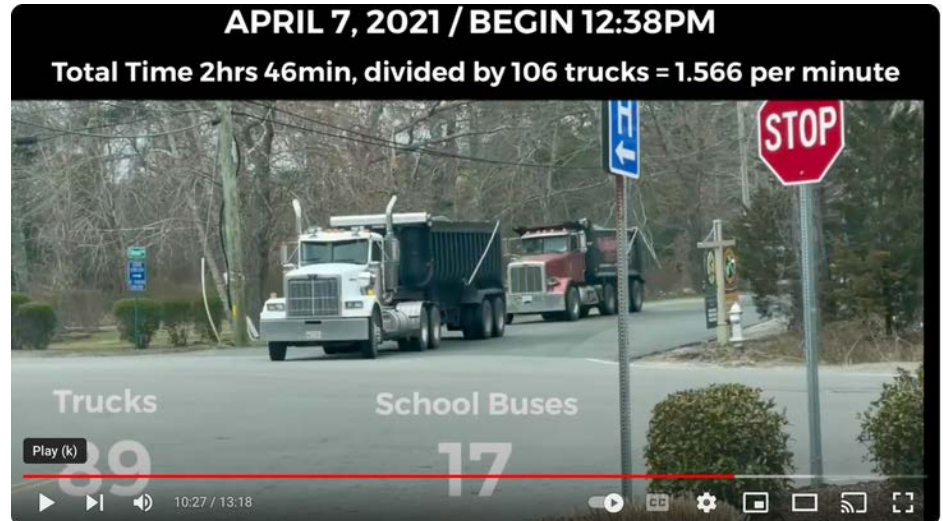 APRIL 7, 2021 / BEGIN 12:38PM
Total Time 2hrs 46min, divided by 106 trucks = 1.566 per minute
H
STOP
Trucks
School Buses
89
17
Play (k)
10:27 / 13:18
CC